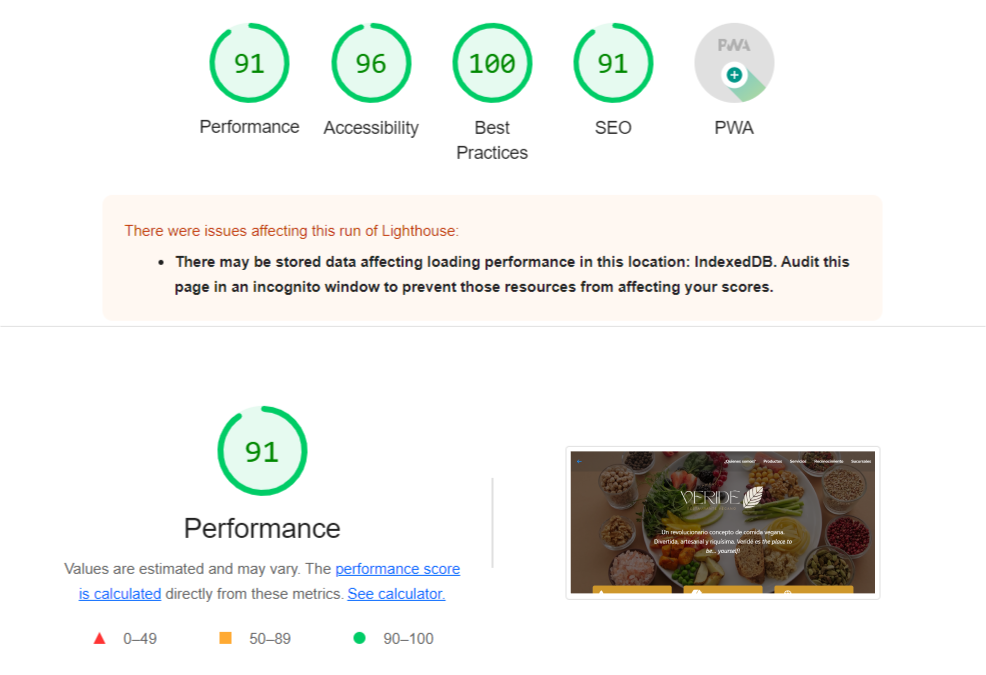 91
96
100
91
PWA
Performance
Accessibility
Best
Practices
SEO
PWA
There were issues affecting this run of Lighthouse:
• There may be stored data affecting loading performance in this location: IndexedDB. Audit this
page in an incognito window to prevent those resources from affecting your scores.
91
Performance
Values are estimated and may vary. The performance score
is calculated directly from these metrics. See calculator.
0–49
50–89
90–100
¿Quienes somos? Productos Servicios Reconocimiento Sucursales
VERIDE
Un revolucionario concepto de comida vegana.
Divertida, artesanal y riquísima. Veridé es the place to
be... yourself!